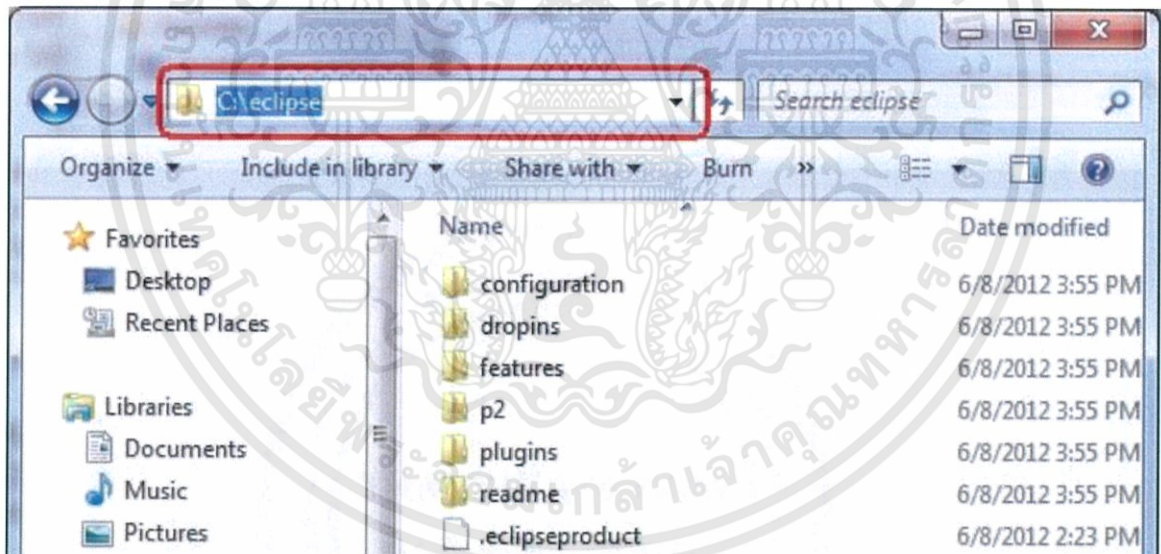 C:\eclipse
Search eclipse
Organize
Include in library
Share with
Burn
»
Name
Date modified
Favorites
Desktop
Recent Places
Libraries
Documents
Music
Pictures
configuration 6/8/2012 3:55 PM
dropins 6/8/2012 3:55 PM
features 6/8/2012 3:55 PM
p2 6/8/2012 3:55 PM
plugins 6/8/2012 3:55 PM
readme 6/8/2012 3:55 PM
.eclipseproduct 6/8/2012 2:23 PM